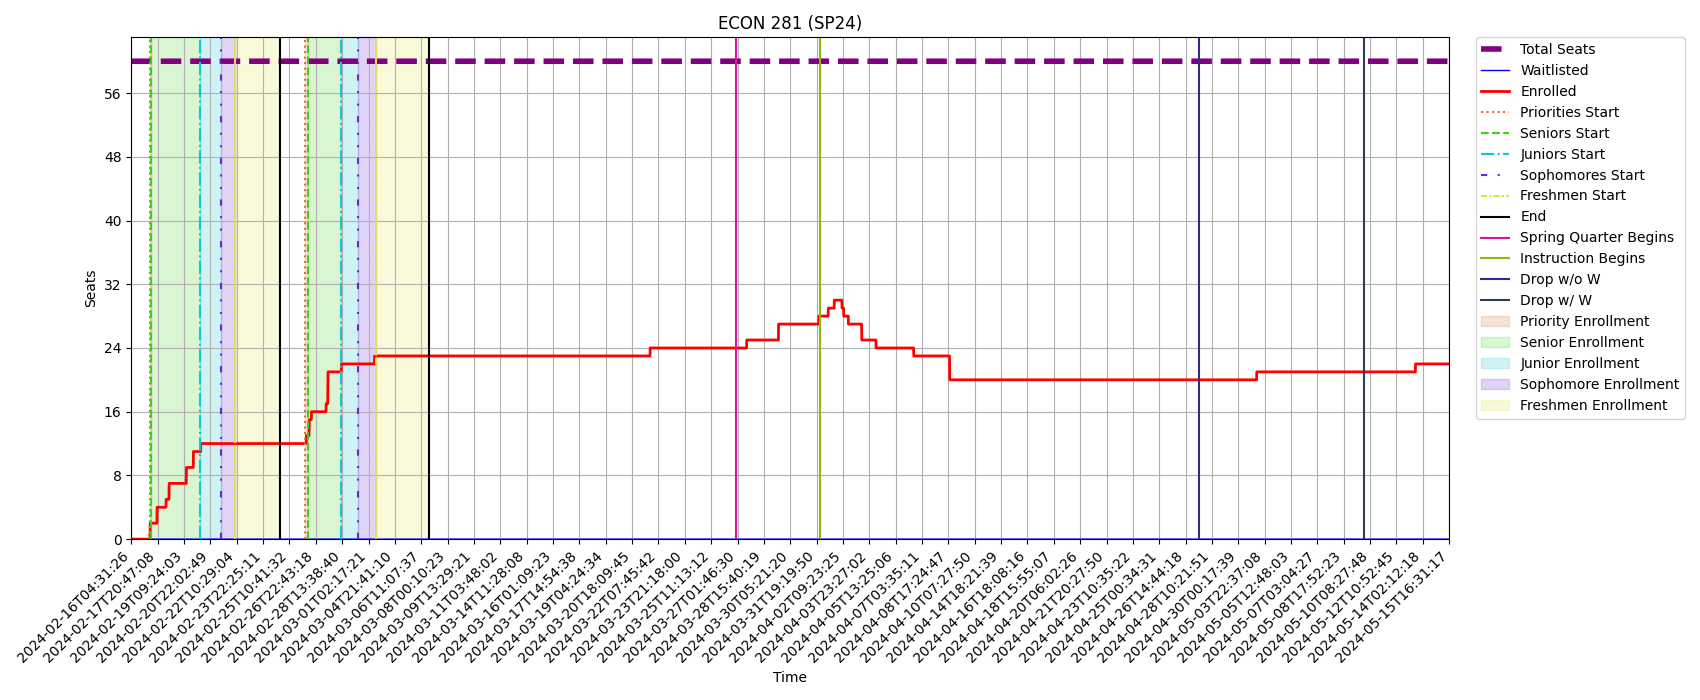 ECON 281 (SP24)
Seats
56
48
40
32
24
16
8
0
2024-02-16T04:31:26
2024-02-17T20:47:08
2024-02-19T09:24:03
2024-02-20T22:02:49
2024-02-22T10:29:04
2024-02-23T22:25:11
2024-02-25T10:41:32
2024-02-26T22:43:18
2024-02-28T13:38:40
2024-03-01T02:17:21
2024-03-04T21:41:10
2024-03-06T11:07:37
2024-03-08T00:10:23
2024-03-09T13:29:21
2024-03-11T03:48:02
2024-03-14T11:28:08
2024-03-16T01:09:23
2024-03-17T14:54:38
2024-03-19T04:24:34
2024-03-20T18:09:45
2024-03-22T07:45:42
2024-03-23T21:18:00
2024-03-25T11:13:12
2024-03-27T01:46:30
2024-03-28T15:40:19
2024-03-30T05:21:20
2024-03-31T19:19:50
2024-04-02T09:23:25
2024-04-03T23:27:02
2024-04-05T13:25:06
2024-04-07T03:35:11
2024-04-08T17:24:47
2024-04-10T07:27:50
2024-04-14T18:21:39
2024-04-16T18:08:16
2024-04-18T15:55:07
2024-04-20T06:02:26
2024-04-21T20:27:50
2024-04-23T10:35:22
2024-04-25T00:34:31
2024-04-26T14:44:18
2024-04-28T10:21:51
2024-04-30T00:17:39
2024-05-03T22:37:08
2024-05-05T12:48:03
2024-05-07T03:04:27
2024-05-08T17:52:23
2024-05-10T08:27:48
2024-05-12T10:52:45
2024-05-14T02:12:18
2024-05-15T16:31:17
Time
Total Seats
Waitlisted
Enrolled
Priorities Start
Seniors Start
Juniors Start
Sophomores Start
Freshmen Start
End
Spring Quarter Begins
Instruction Begins
Drop w/o W
Drop w/ W
Priority Enrollment
Senior Enrollment
Junior Enrollment
Sophomore Enrollment
Freshmen Enrollment